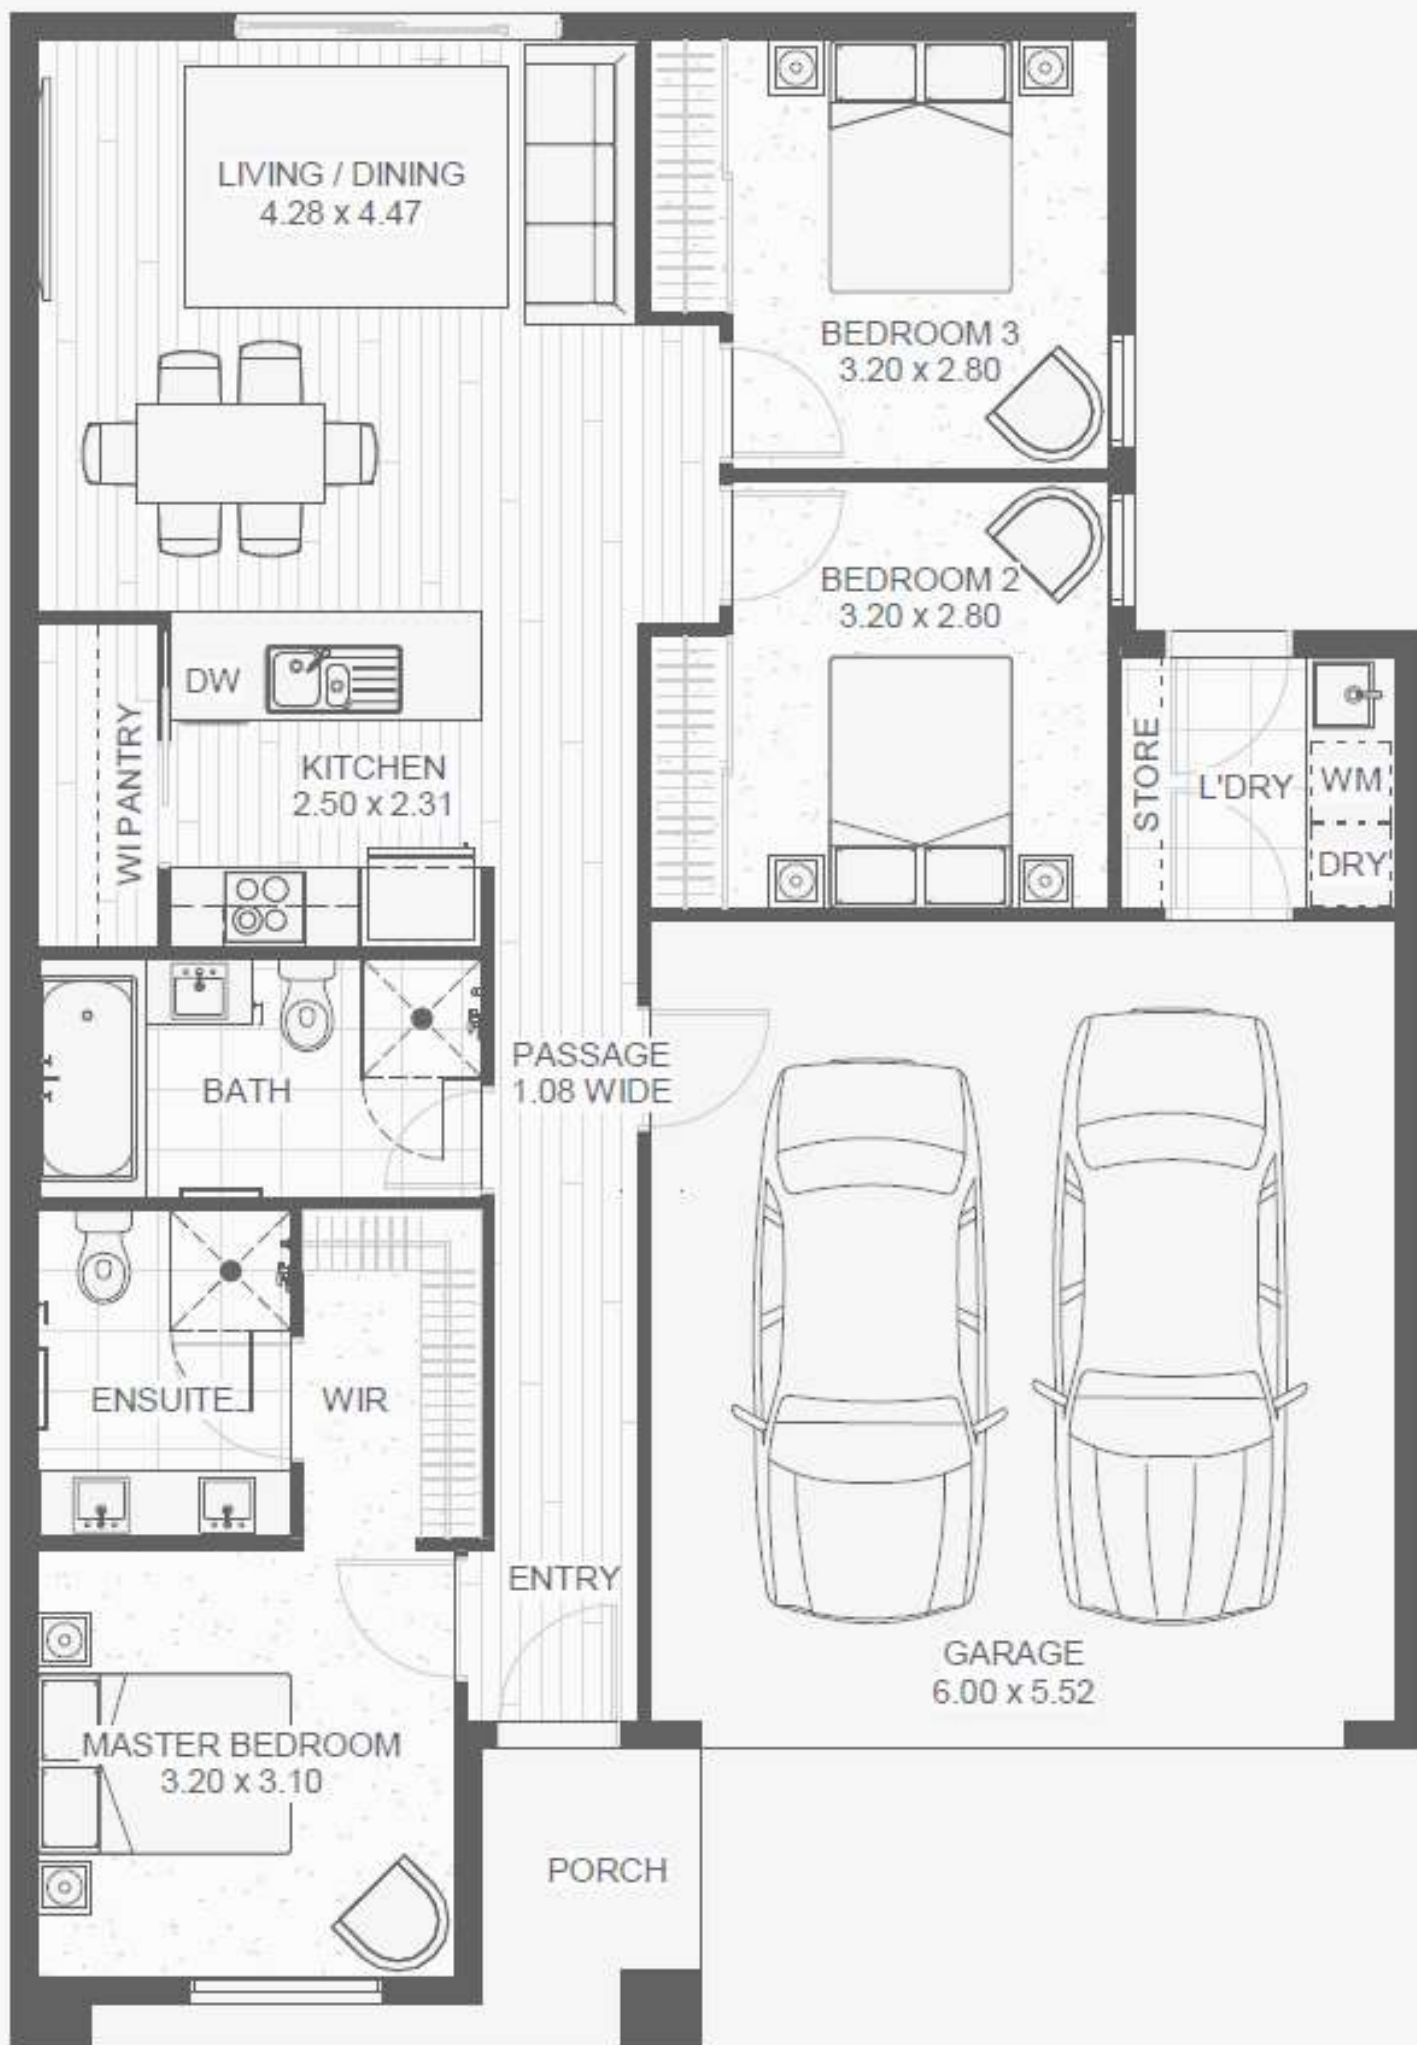 LIVING / DINING
4.28 x 4.47
BEDROOM 3
3.20 x 2.80
BEDROOM 2
3.20 x 2.80
DW
KITCHEN
2.50 x 2.31
WIPANTRY
STORE
L'DRY
WM
DRY
BATH
PASSAGE
1.08 WIDE
ENSUITE
WIR
ENTRY
GARAGE
6.00 x 5.52
MASTER BEDROOM
3.20 x 3.10
PORCH